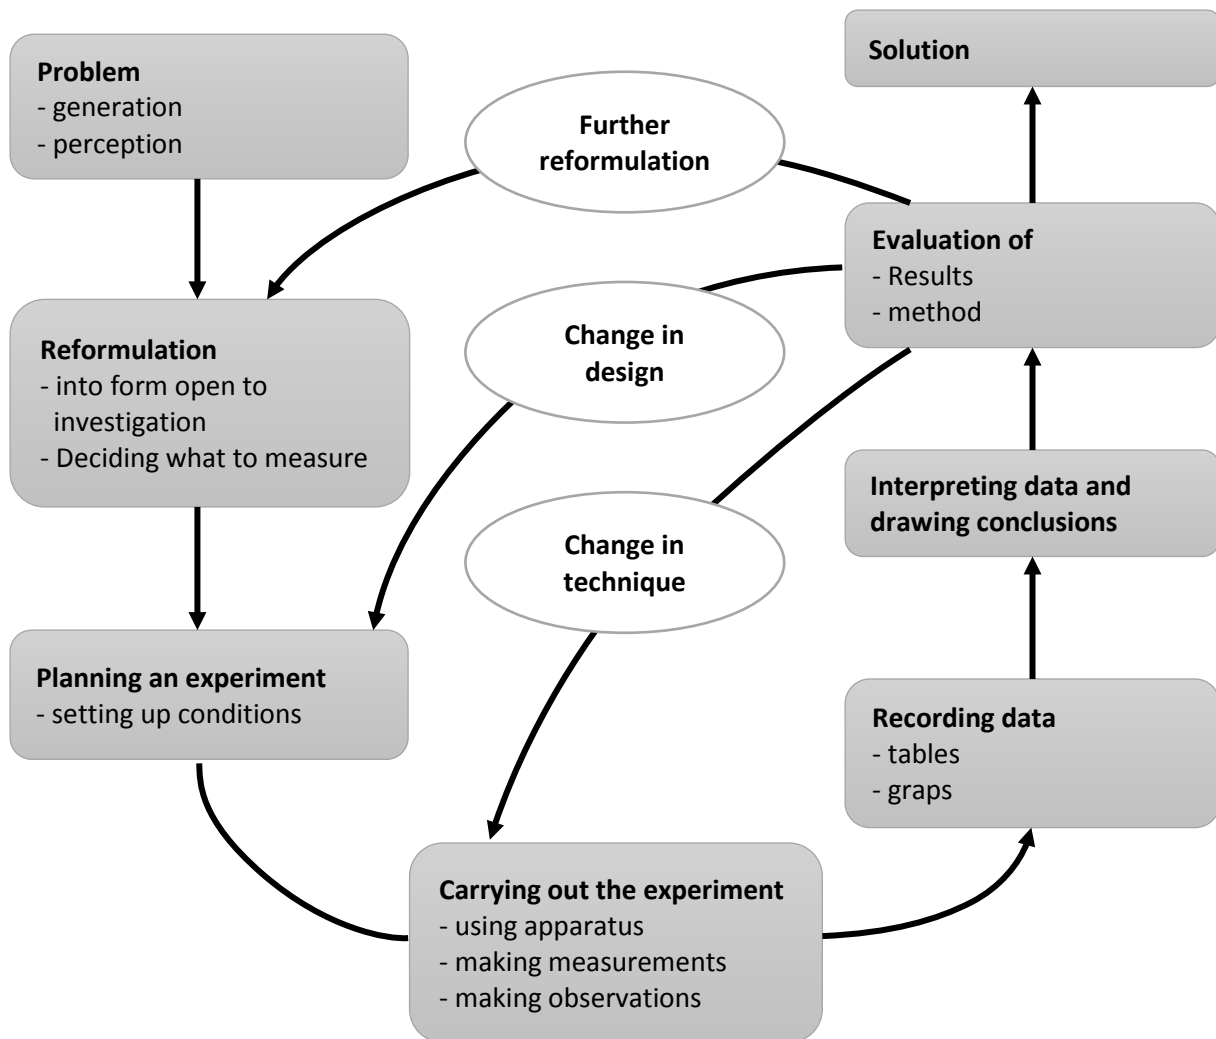 Problem
- generation
- perception
Further
reformulation
Solution
Evaluation of
- Results
- method
Reformulation
- into form open to
investigation
- Deciding what to measure
Change in
design
Change in
technique
Interpreting data and
drawing conclusions
Planning an experiment
- setting up conditions
Recording data
- tables
- graps
Carrying out the experiment
- using apparatus
- making measurements
- making observations